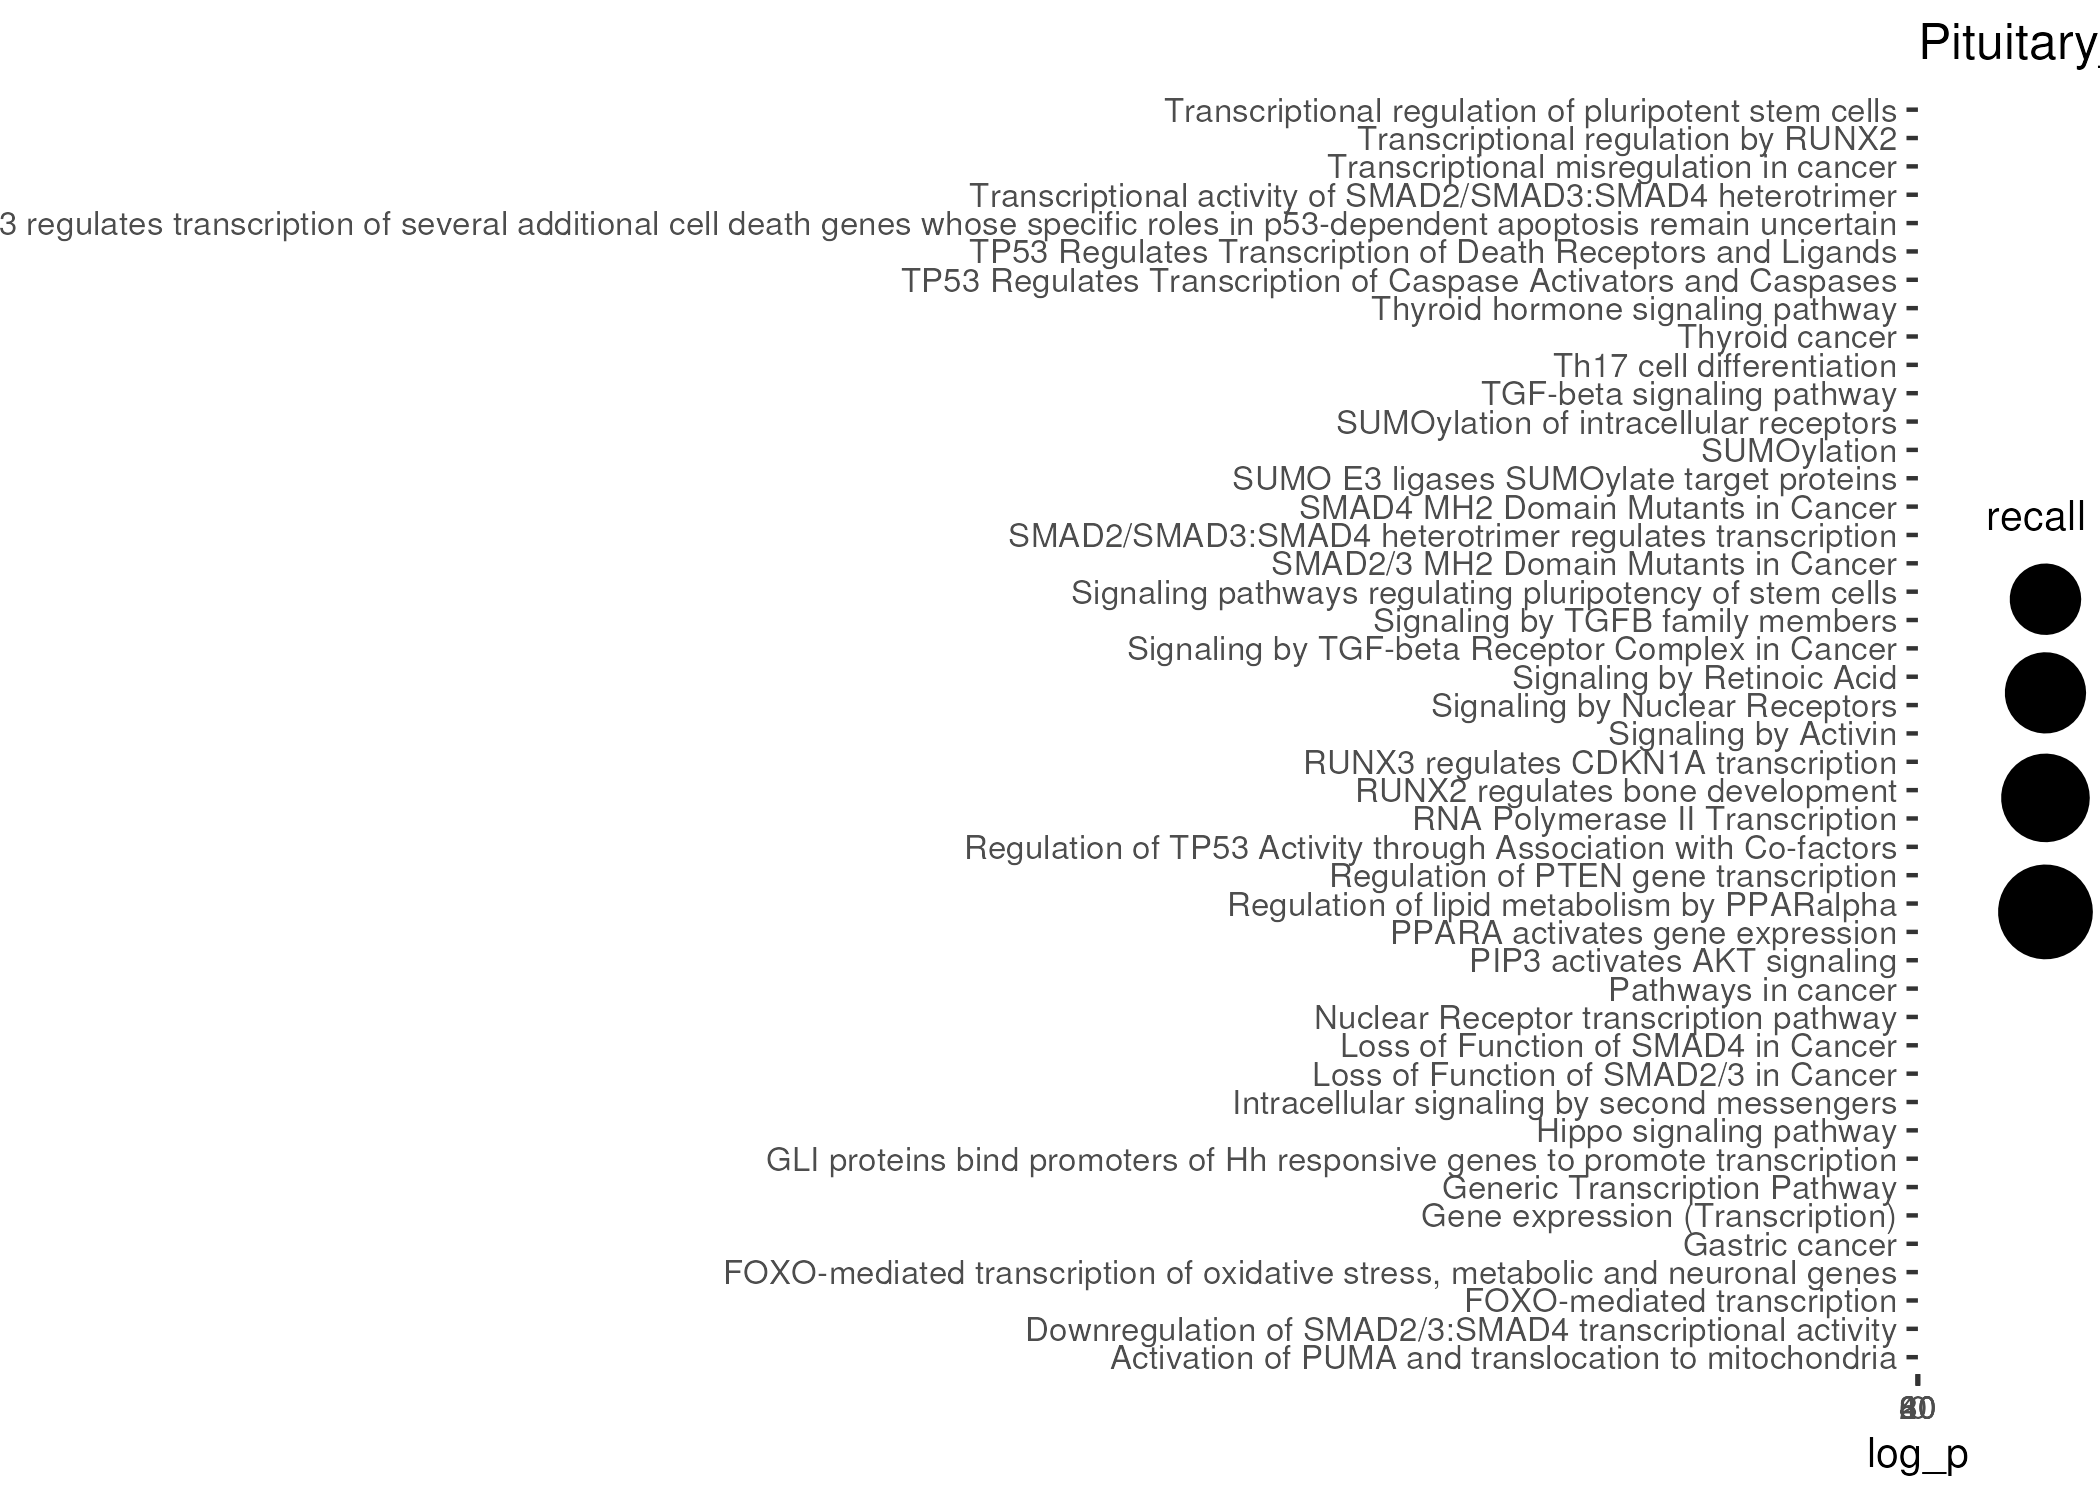 Pituitary_
Transcriptional regulation of pluripotent stem cells
Transcriptional regulation by RUNX2
Transcriptional misregulation in cancer
Transcriptional activity of SMAD2/SMAD3:SMAD4 heterotrimer
3 regulates transcription of several additional cell death genes whose specific roles in p53-dependent apoptosis remain uncertain
TP53 Regulates Transcription of Death Receptors and Ligands
TP53 Regulates Transcription of Caspase Activators and Caspases
Thyroid hormone signaling pathway
Thyroid cancer
Th17 cell differentiation
TGF-beta signaling pathway
SUMOylation of intracellular receptors
SUMOylation
SUMO E3 ligases SUMOylate target proteins
SMAD4 MH2 Domain Mutants in Cancer
recall
SMAD2/SMAD3:SMAD4 heterotrimer regulates transcription
SMAD2/3 MH2 Domain Mutants in Cancer
Signaling pathways regulating pluripotency of stem cells
Signaling by TGFB family members
Signaling by TGF-beta Receptor Complex in Cancer
Signaling by Retinoic Acid
Signaling by Nuclear Receptors
Signaling by Activin
RUNX3 regulates CDKN1A transcription
RUNX2 regulates bone development
RNA Polymerase II Transcription
Regulation of TP53 Activity through Association with Co-factors
Regulation of PTEN gene transcription
Regulation of lipid metabolism by PPARalpha
PPARA activates gene expression
PIP3 activates AKT signaling
Pathways in cancer
Nuclear Receptor transcription pathway
Loss of Function of SMAD4 in Cancer
Loss of Function of SMAD2/3 in Cancer
Intracellular signaling by second messengers
Hippo signaling pathway
GLI proteins bind promoters of Hh responsive genes to promote transcription
Generic Transcription Pathway
Gene expression (Transcription)
Gastric cancer
FOXO-mediated transcription of oxidative stress, metabolic and neuronal genes
FOXO-mediated transcription
Downregulation of SMAD2/3:SMAD4 transcriptional activity
Activation of PUMA and translocation to mitochondria
log_p